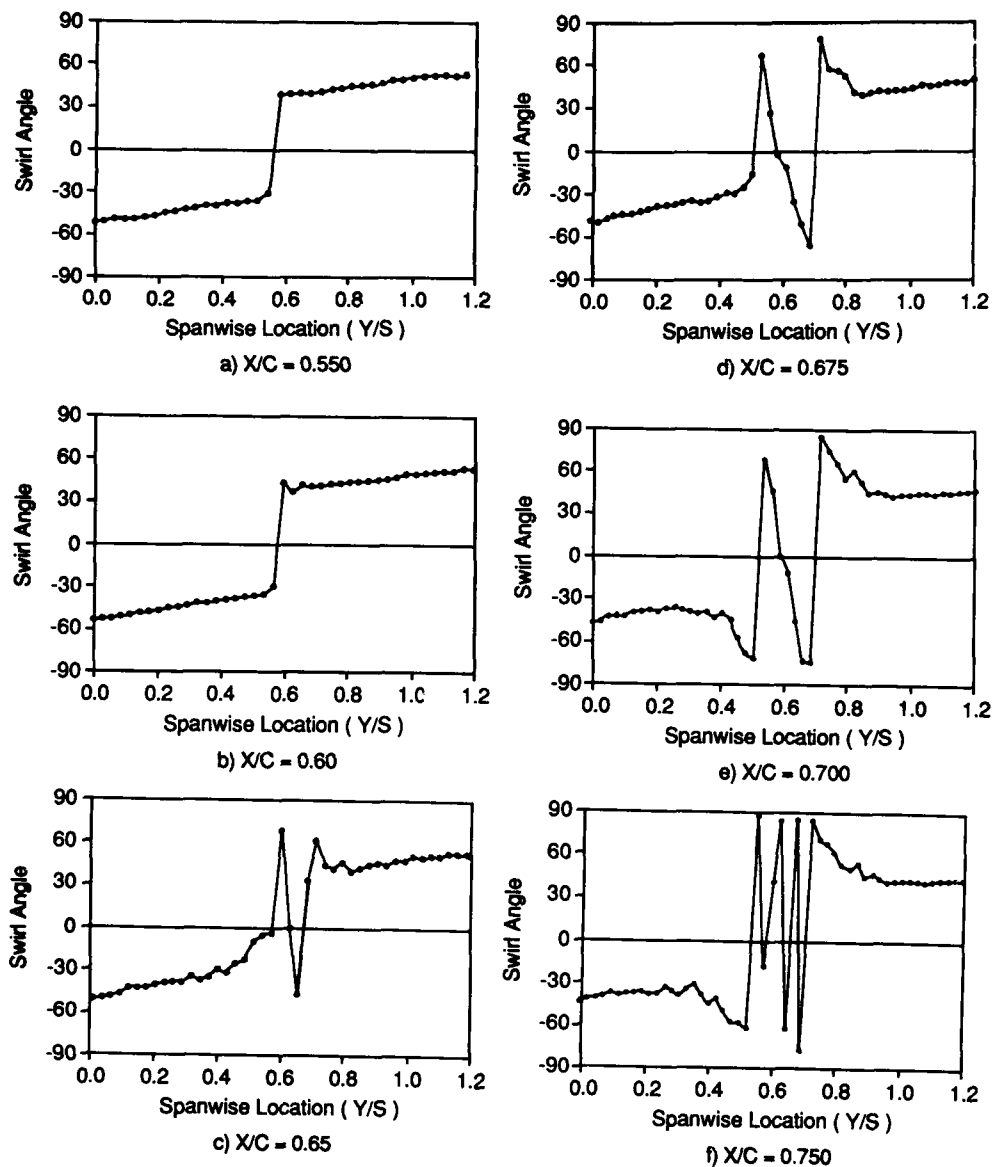 90
60
30
0
-30
-60
-90
Swirl Angle
0.0 0.2 0.4 0.6 0.8 1.0 1.2
Spanwise Location ( Y/S )
a) X/C = 0.550
90
60
30
0
-30
-60
-90
Swirl Angle
0.0 0.2 0.4 0.6 0.8 1.0 1.2
Spanwise Location ( Y/S )
b) X/C = 0.60
90
60
30
0
-30
-60
-90
Swirl Angle
0.0 0.2 0.4 0.6 0.8 1.0 1.2
Spanwise Location ( Y/S )
c) X/C = 0.65
90
60
30
0
-30
-60
-90
Swirl Angle
0.0 0.2 0.4 0.6 0.8 1.0 1.2
Spanwise Location ( Y/S )
d) X/C = 0.675
90
60
30
0
-30
-60
-90
Swirl Angle
0.0 0.2 0.4 0.6 0.8 1.0 1.2
Spanwise Location ( Y/S )
e) X/C = 0.700
90
60
30
0
-30
-60
-90
Swirl Angle
0.0 0.2 0.4 0.6 0.8 1.0 1.2
Spanwise Location ( Y/S )
f) X/C = 0.750